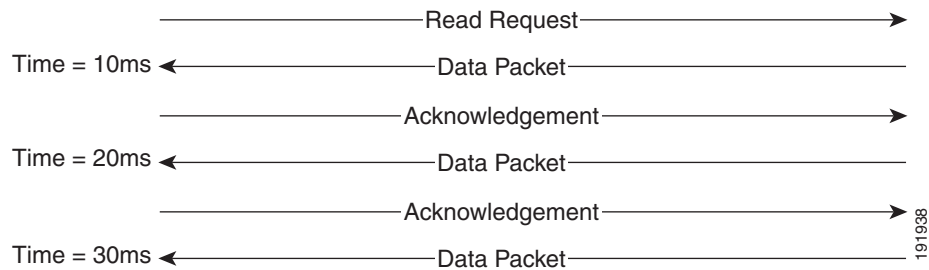 Read Request
Time = 10ms Data Packet
Acknowledgement
Time = 20ms Data Packet
Acknowledgement
Time = 30ms Data Packet
191938